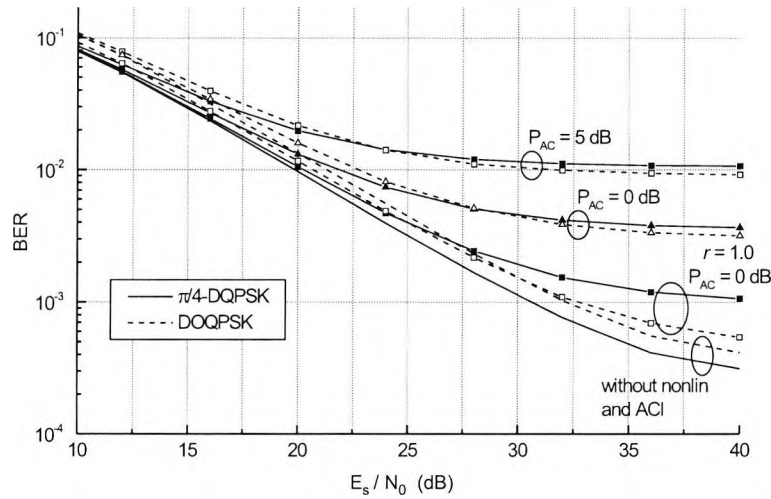 10^-1
10^-2
10^-3
10^-4
BER
P_AC = 5 dB
P_AC = 0 dB
r = 1.0
P_AC = 0 dB
π/4-DQPSK
DOQPSK
without nonlin
and ACI
10 15 20 25 30 35 40
E_s / N_0 (dB)